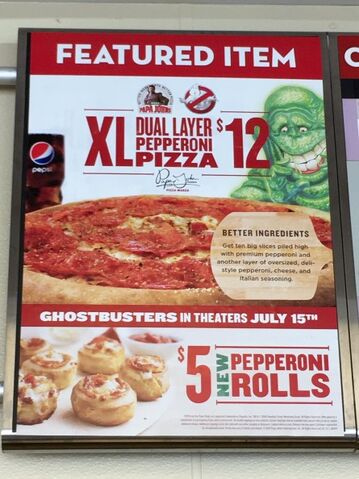 FEATURED ITEM
PAPA JOHN'S
XL DUAL LAYER
PEPPERONI
PIZZA $12
Papa John
PIZZA MAKER
pepsi
BETTER INGREDIENTS
Get ten big slices piled high
with premium pepperoni and
another layer of oversized, deli-
style pepperoni, cheese, and
Italian seasoning.
GHOSTBUSTERS IN THEATERS JULY 15TH
$5 NEW PEPPERONI
ROLLS